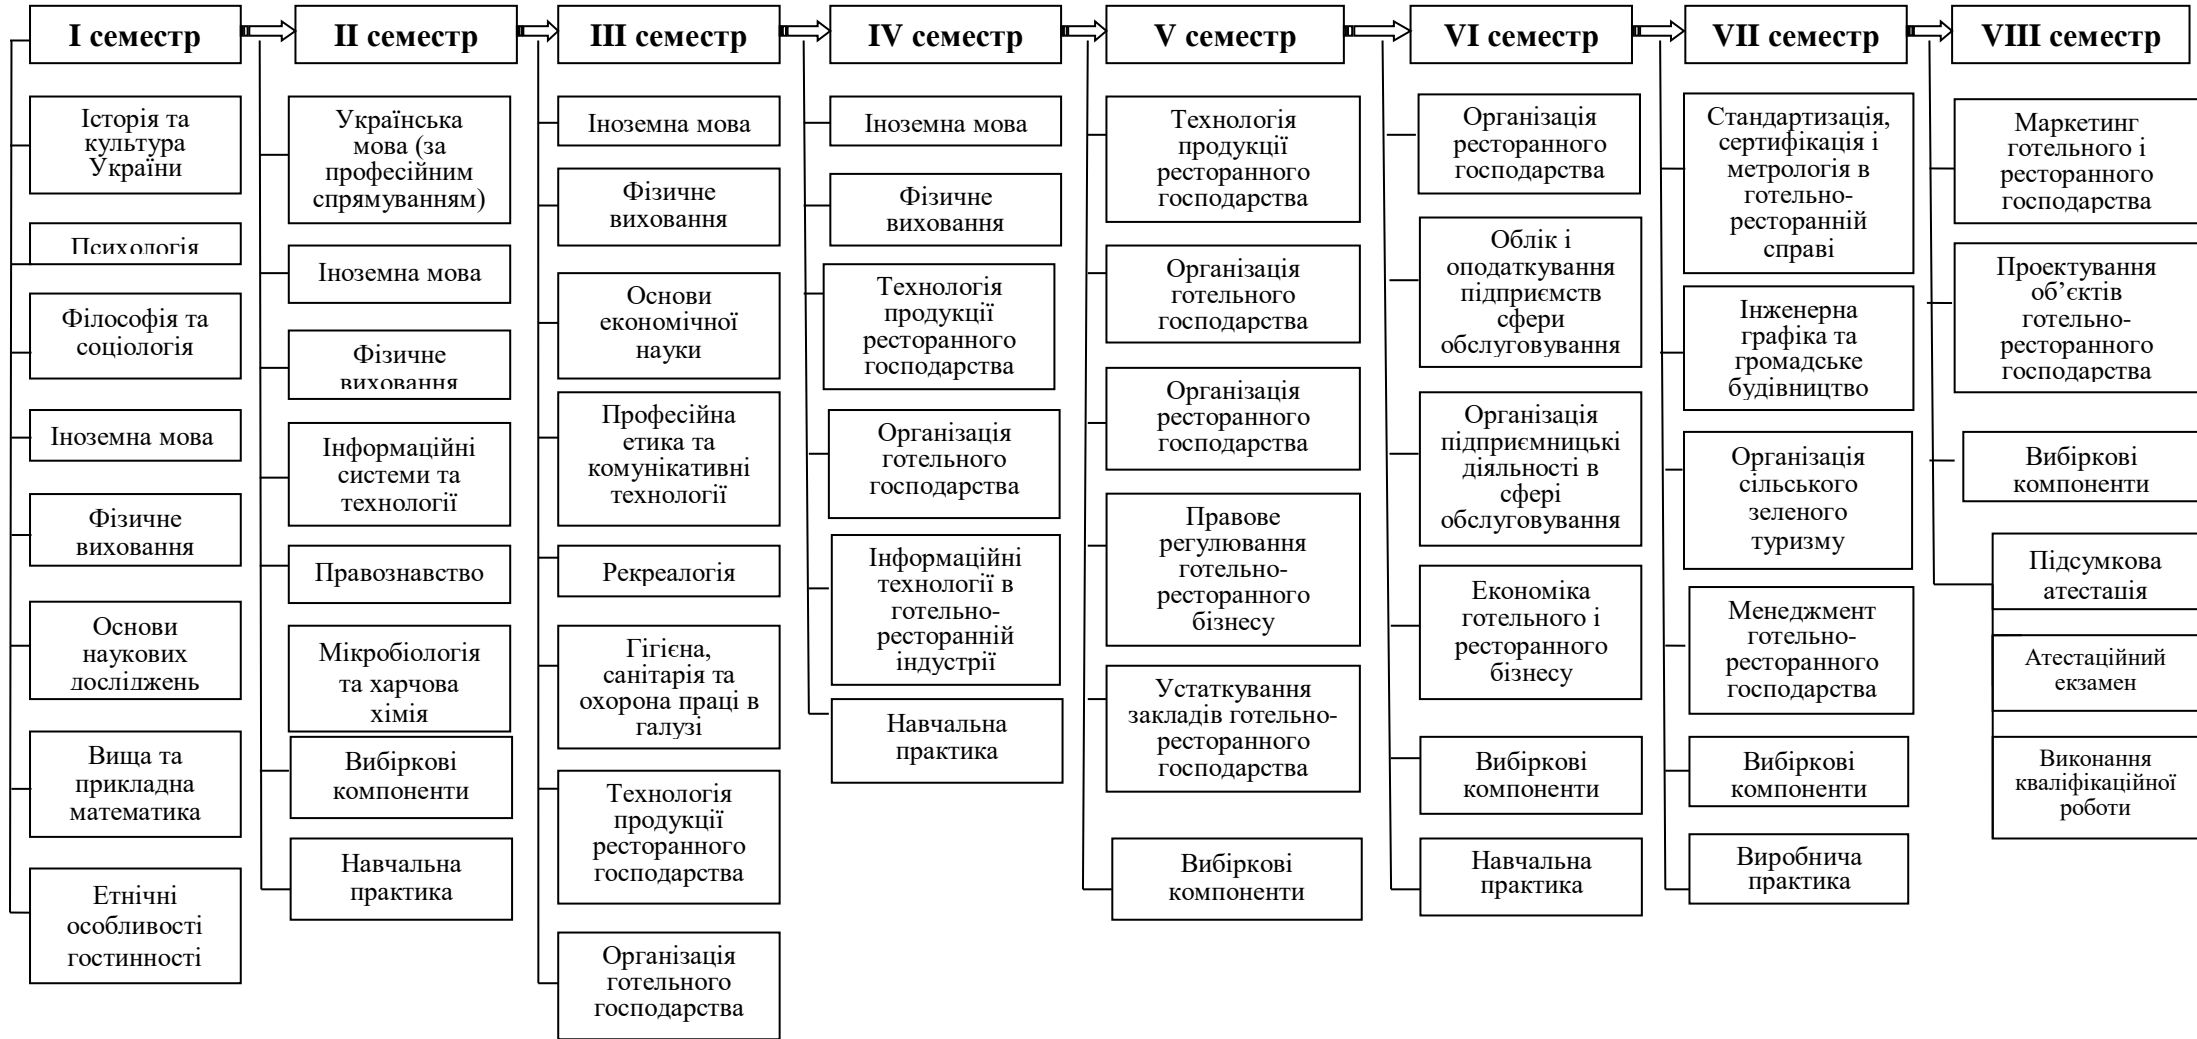 I семестр
II семестр
III семестр
IV семестр
V семестр
VI семестр
VII семестр
VIII семестр
Історія та
культура
України
Психологія
Філософія та
соціологія
Іноземна мова
Фізичне
виховання
Основи
наукових
досліджень
Вища та
прикладна
математика
Етнічні
особливості
гостинності
Українська
мова (за
професійним
спрямуванням)
Іноземна мова
Фізичне
виховання
Інформаційні
системи та
технології
Правознавство
Мікробіологія
та харчова
хімія
Вибіркові
компоненти
Навчальна
практика
Іноземна мова
Фізичне
виховання
Основи
економічної
науки
Професійна
етика та
комунікативні
технології
Рекреалогія
Гігієна,
санітарія та
охорона праці в
галузі
Технологія
продукції
ресторанного
господарства
Організація
готельного
господарства
Іноземна мова
Фізичне
виховання
Технологія
продукції
ресторанного
господарства
Організація
готельного
господарства
Інформаційні
технології в
готельно-
ресторанній
індустрії
Навчальна
практика
Технологія
продукції
ресторанного
господарства
Організація
готельного
господарства
Організація
ресторанного
господарства
Правове
регулювання
готельно-
ресторанного
бізнесу
Устаткування
закладів готельно-
ресторанного
господарства
Вибіркові
компоненти
Організація
ресторанного
господарства
Облік і
оподаткування
підприємств
сфери
обслуговування
Організація
підприємницькі
діяльності в
сфері
обслуговування
Економіка
готельного і
ресторанного
бізнесу
Вибіркові
компоненти
Навчальна
практика
Стандартизація,
сертифікація і
метрологія в
готельно-
ресторанній
справі
Інженерна
графіка та
громадське
будівництво
Організація
сільського
зеленого
туризму
Менеджмент
готельно-
ресторанного
господарства
Вибіркові
компоненти
Виробнича
практика
Маркетинг
готельного і
ресторанного
господарства
Проектування
об’єктів
готельно-
ресторанного
господарства
Вибіркові
компоненти
Підсумкова
атестація
Атестаційний
екзамен
Виконання
кваліфікаційної
роботи